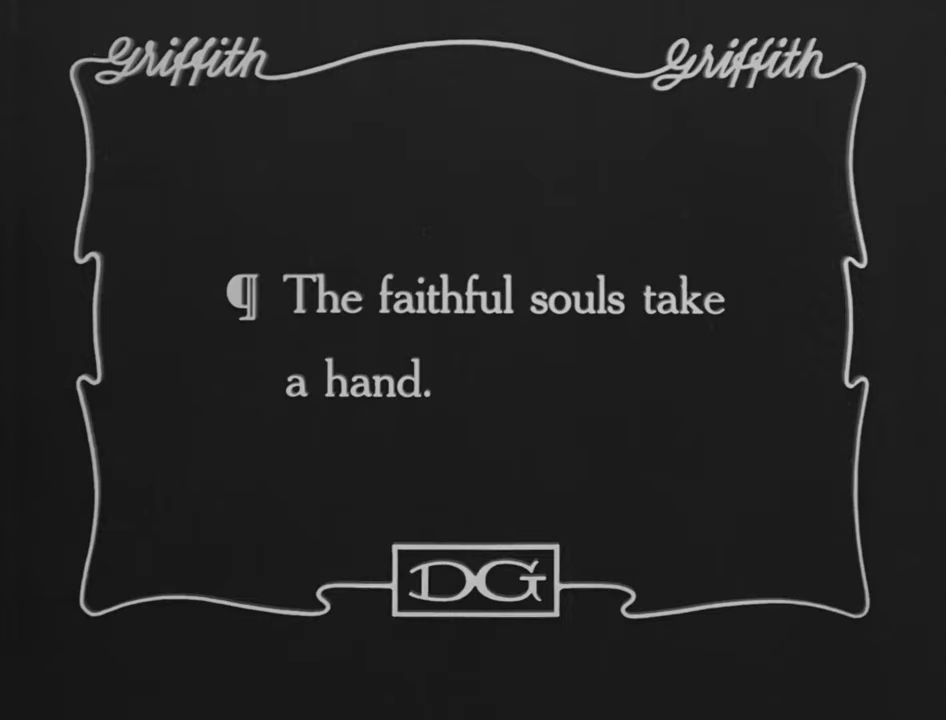 Griffith Griffith
¶ The faithful souls take
a hand.
DG